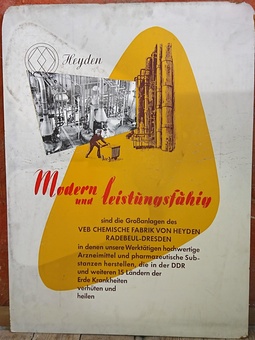 Heyden
Modern
und leistungsfähig
sind die Großanlagen des
VEB CHEMISCHE FABRIK VON HEYDEN
RADEBEUL-DRESDEN
in denen unsere Werktätigen hochwertige
Arzneimittel und pharmazeutische Sub-
stanzen herstellen, die in der DDR
und weiteren 15 Ländern der
Erde Krankheiten
verhüten und
heilen